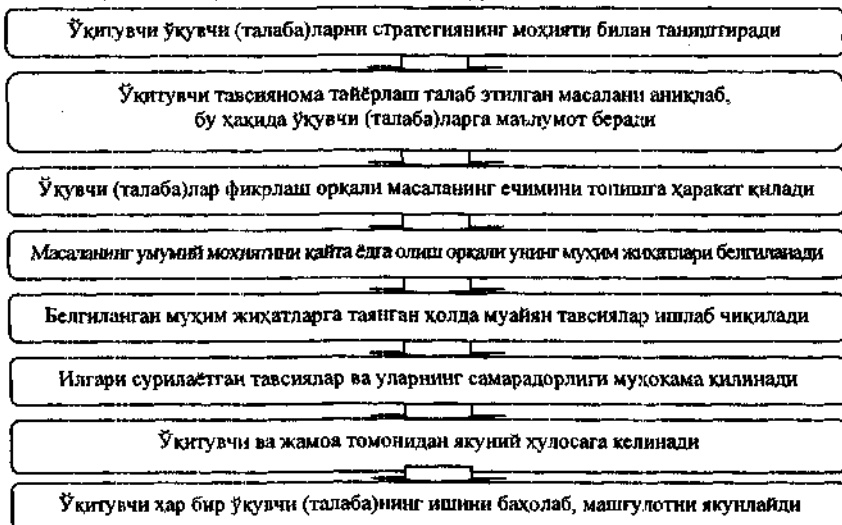 Ўқитувчи ўқувчи (талаба)ларни стратегиянинг моҳияти билан таништиради
Ўқитувчи тавсиянома тайёрлаш талаб этилган масалани аниқлаб,
бу ҳақида ўқувчи (талаба)ларга маълумот беради
Ўқувчи (талаба)лар фикрлаш орқали масаланинг ечимини топишга ҳаракат қилади
Масаланинг умумий моҳиятини қайта ёдга олиш орқали унинг муҳим жиҳатлари белгиланади
Белгиланган муҳим жиҳатларга таянган ҳолда муайян тавсиялар ишлаб чиқилади
Илгари сурилаётган тавсиялар ва уларнинг самарадорлиги муҳокама қилинади
Ўқитувчи ва жамоа томонидан якуний хулосага келинади
Ўқитувчи ҳар бир ўқувчи (талаба)нинг ишини баҳолаб, машғулотни якунлайди